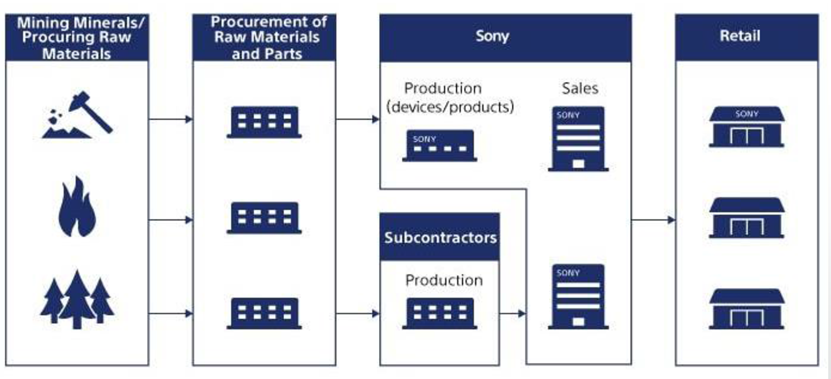 Mining Minerals/
Procuring Raw
Materials
Procurement of
Raw Materials
and Parts
Sony
Retail
Production
(devices/products)
Sales
SONY
SONY
SONY
Subcontractors
Production
SONY